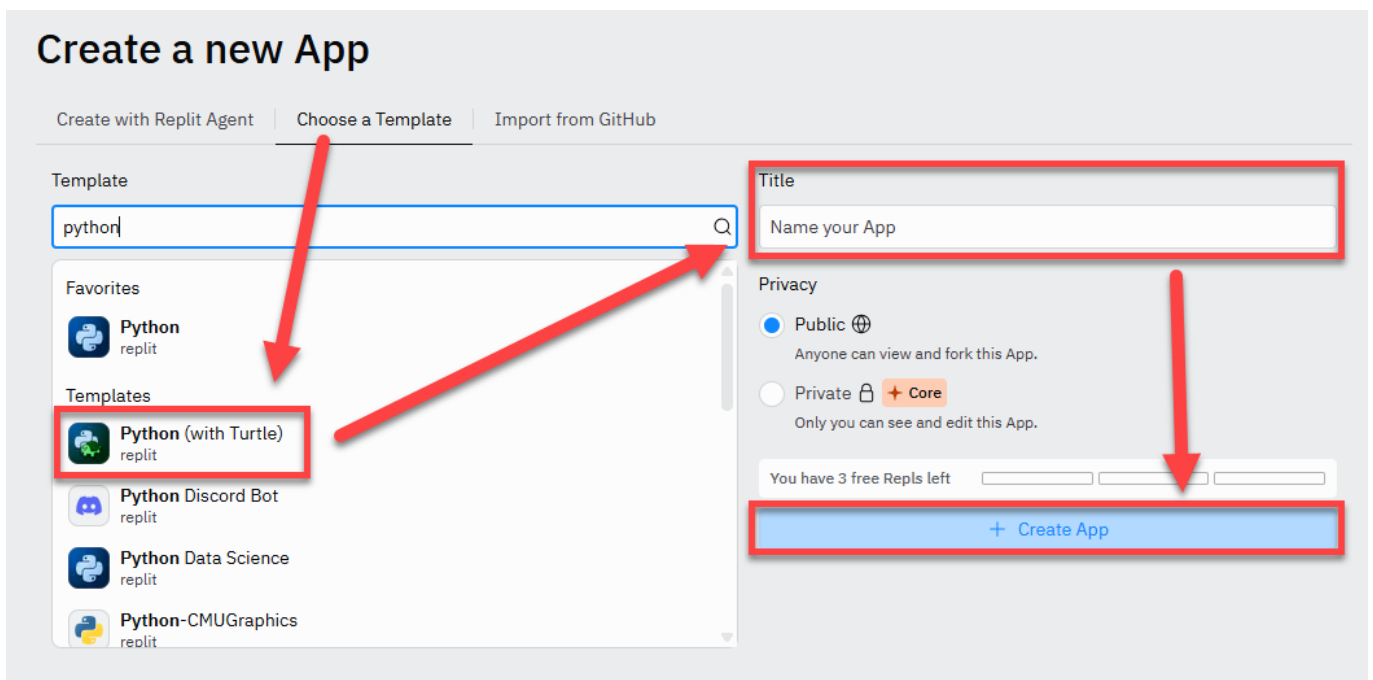 Create a new App
Create with Replit Agent
Choose a Template
Import from GitHub
Template
python
Favorites
Python
replit
Templates
Python (with Turtle)
replit
Python Discord Bot
replit
Python Data Science
replit
Python-CMUGraphics
replit
Title
Name your App
Privacy
Public
Anyone can view and fork this App.
Private Core
Only you can see and edit this App.
You have 3 free Repls left
+ Create App